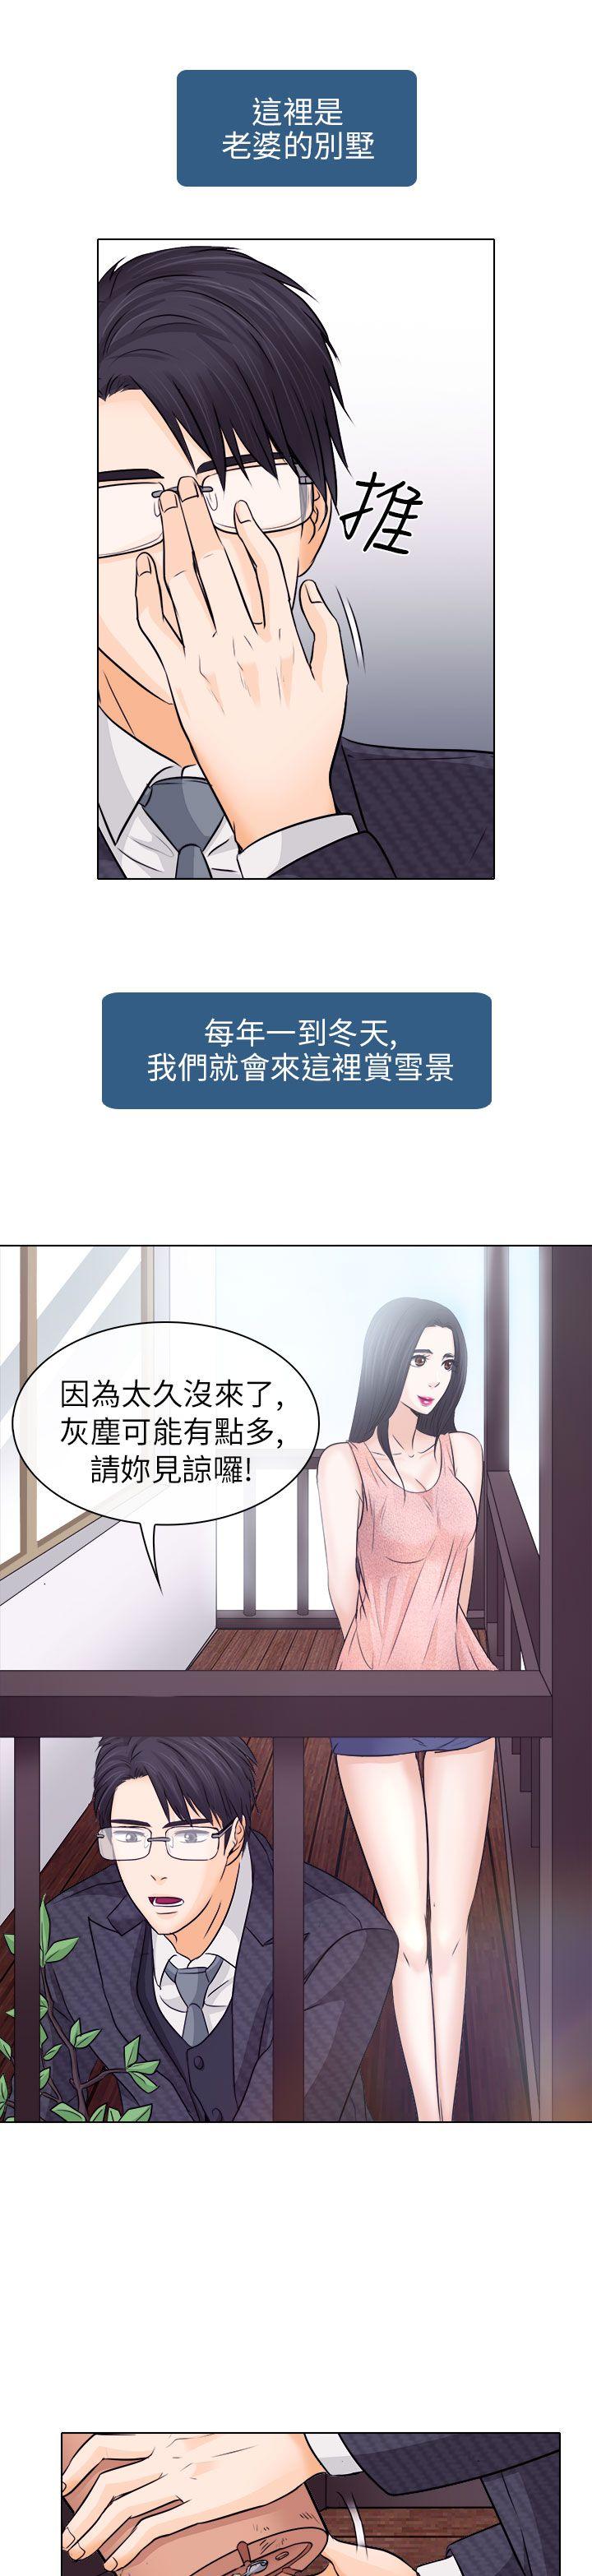 這裡是
老婆的別墅
推
每年一到冬天,
我們就會來這裡賞雪景
因為太久沒來了,
灰塵可能有點多,
請妳見諒囉!